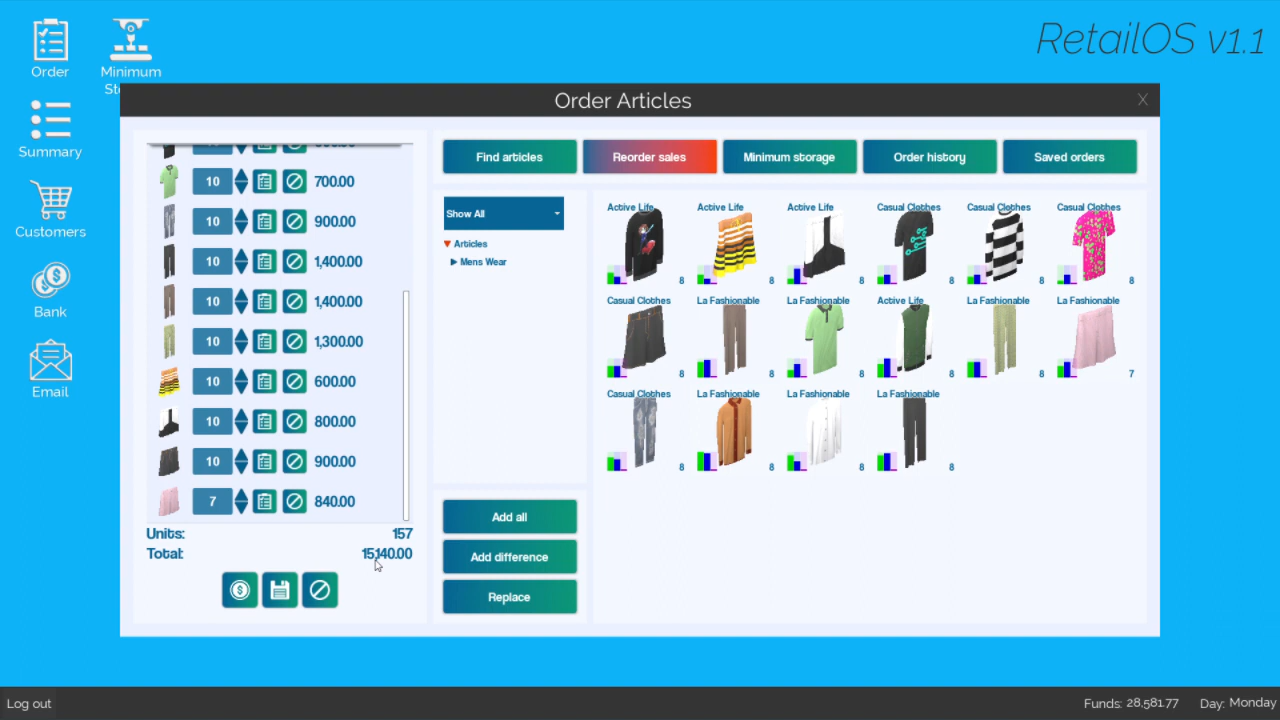 RetailOS v1.1
Order
Minimum
Summary
Customers
Bank
Email
Order Articles
X
10 700.00
10 900.00
10 1,400.00
10 1,400.00
10 1,300.00
10 600.00
10 800.00
10 900.00
7 840.00
Units: 157
Total: 15,140.00
Find articles
Reorder sales
Minimum storage
Order history
Saved orders
Show All
Articles
Mens Wear
Add all
Add difference
Replace
Active Life Active Life Active Life Casual Clothes Casual Clothes Casual Clothes
8 8 8 8 8 8
Casual Clothes La Fashionable La Fashionable Active Life La Fashionable La Fashionable
8 8 8 8 8 7
Casual Clothes La Fashionable La Fashionable La Fashionable
8 8 8 8
Log out
Funds: 28,581.77 Day: Monday